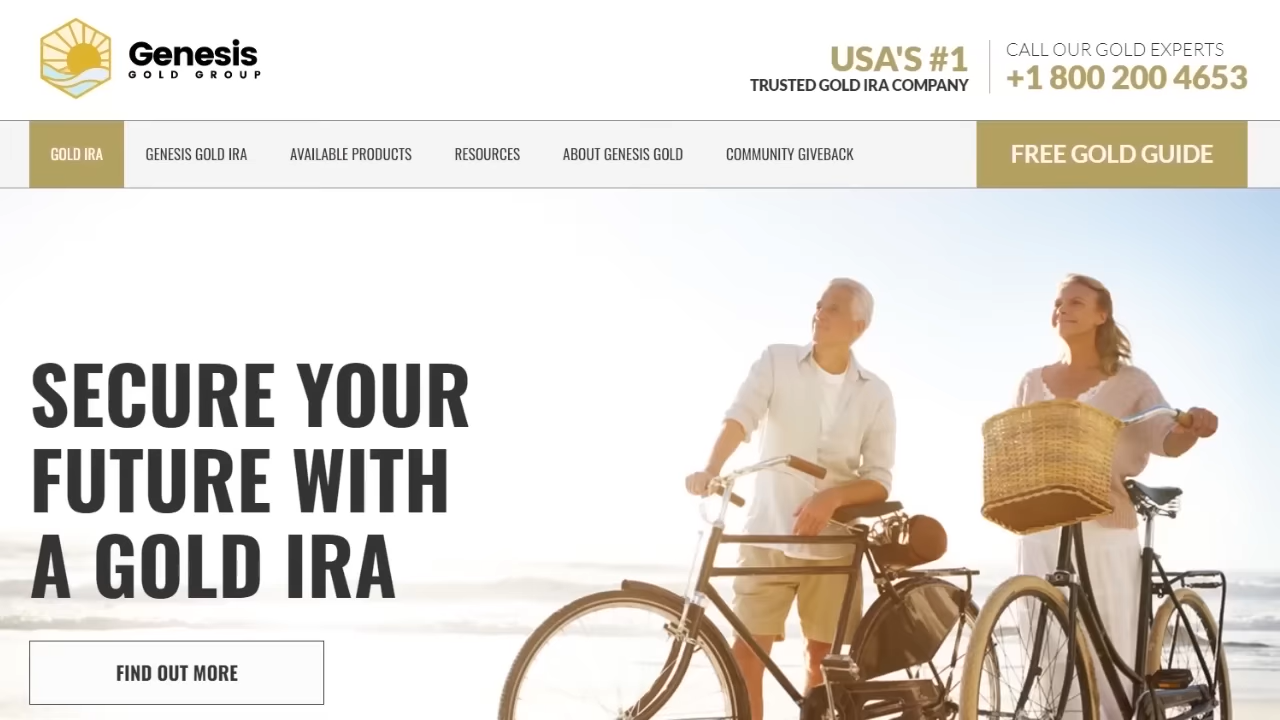 Genesis
GOLD GROUP
USA'S #1
TRUSTED GOLD IRA COMPANY
CALL OUR GOLD EXPERTS
+1 800 200 4653
GOLD IRA
GENESIS GOLD IRA
AVAILABLE PRODUCTS
RESOURCES
ABOUT GENESIS GOLD
COMMUNITY GIVEBACK
FREE GOLD GUIDE
SECURE YOUR
FUTURE WITH
A GOLD IRA
FIND OUT MORE